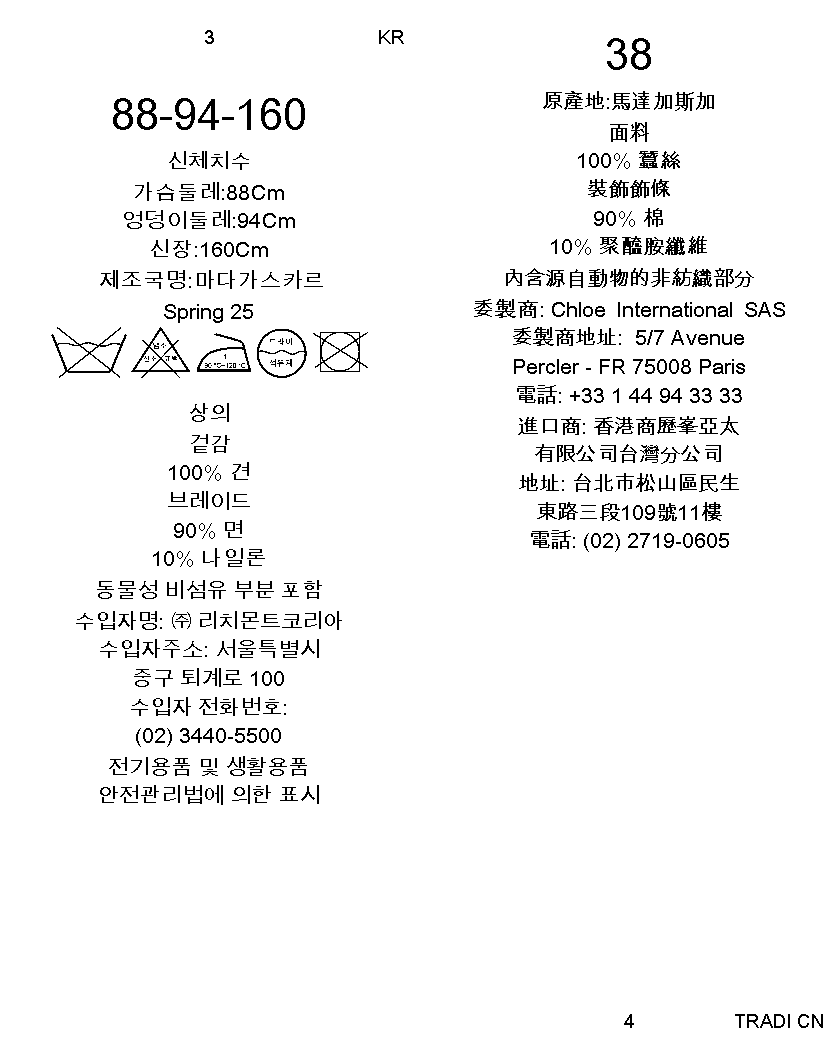 3
KR
88-94-160
신체치수
가슴둘레:88Cm
엉덩이둘레:94Cm
신장:160Cm
제조국명:마다가스카르
Spring 25
염소
산소 표백
1
80 °C~120 °C
드라이
석유계
상의
겉감
100% 견
브레이드
90% 면
10% 나일론
동물성 비섬유 부분 포함
수입자명: ㈜ 리치몬트코리아
수입자주소: 서울특별시
중구 퇴계로 100
수입자 전화번호:
(02) 3440-5500
전기용품 및 생활용품
안전관리법에 의한 표시
38
原產地:馬達加斯加
面料
100% 蠶絲
裝飾飾條
90% 棉
10% 聚醯胺纖維
內含源自動物的非紡織部分
委製商: Chloe International SAS
委製商地址: 5/7 Avenue
Percler - FR 75008 Paris
電話: +33 1 44 94 33 33
進口商: 香港商歷峯亞太
有限公司台灣分公司
地址: 台北市松山區民生
東路三段109號11樓
電話: (02) 2719-0605
4
TRADI CN